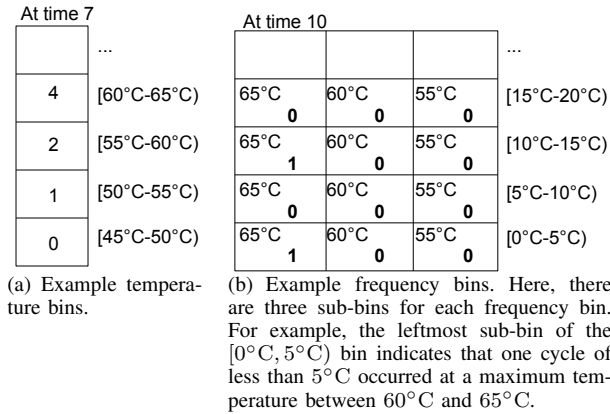 At time 7
...
4 [60°C-65°C)
2 [55°C-60°C)
1 [50°C-55°C)
0 [45°C-50°C)
(a) Example tempera-
ture bins.
At time 10
...
65°C 60°C 55°C [15°C-20°C)
0 0 0
65°C 60°C 55°C [10°C-15°C)
1 0 0
65°C 60°C 55°C [5°C-10°C)
0 0 0
65°C 60°C 55°C [0°C-5°C)
1 0 0
(b) Example frequency bins. Here, there
are three sub-bins for each frequency bin.
For example, the leftmost sub-bin of the
[0°C, 5°C) bin indicates that one cycle of
less than 5°C occurred at a maximum tem-
perature between 60°C and 65°C.